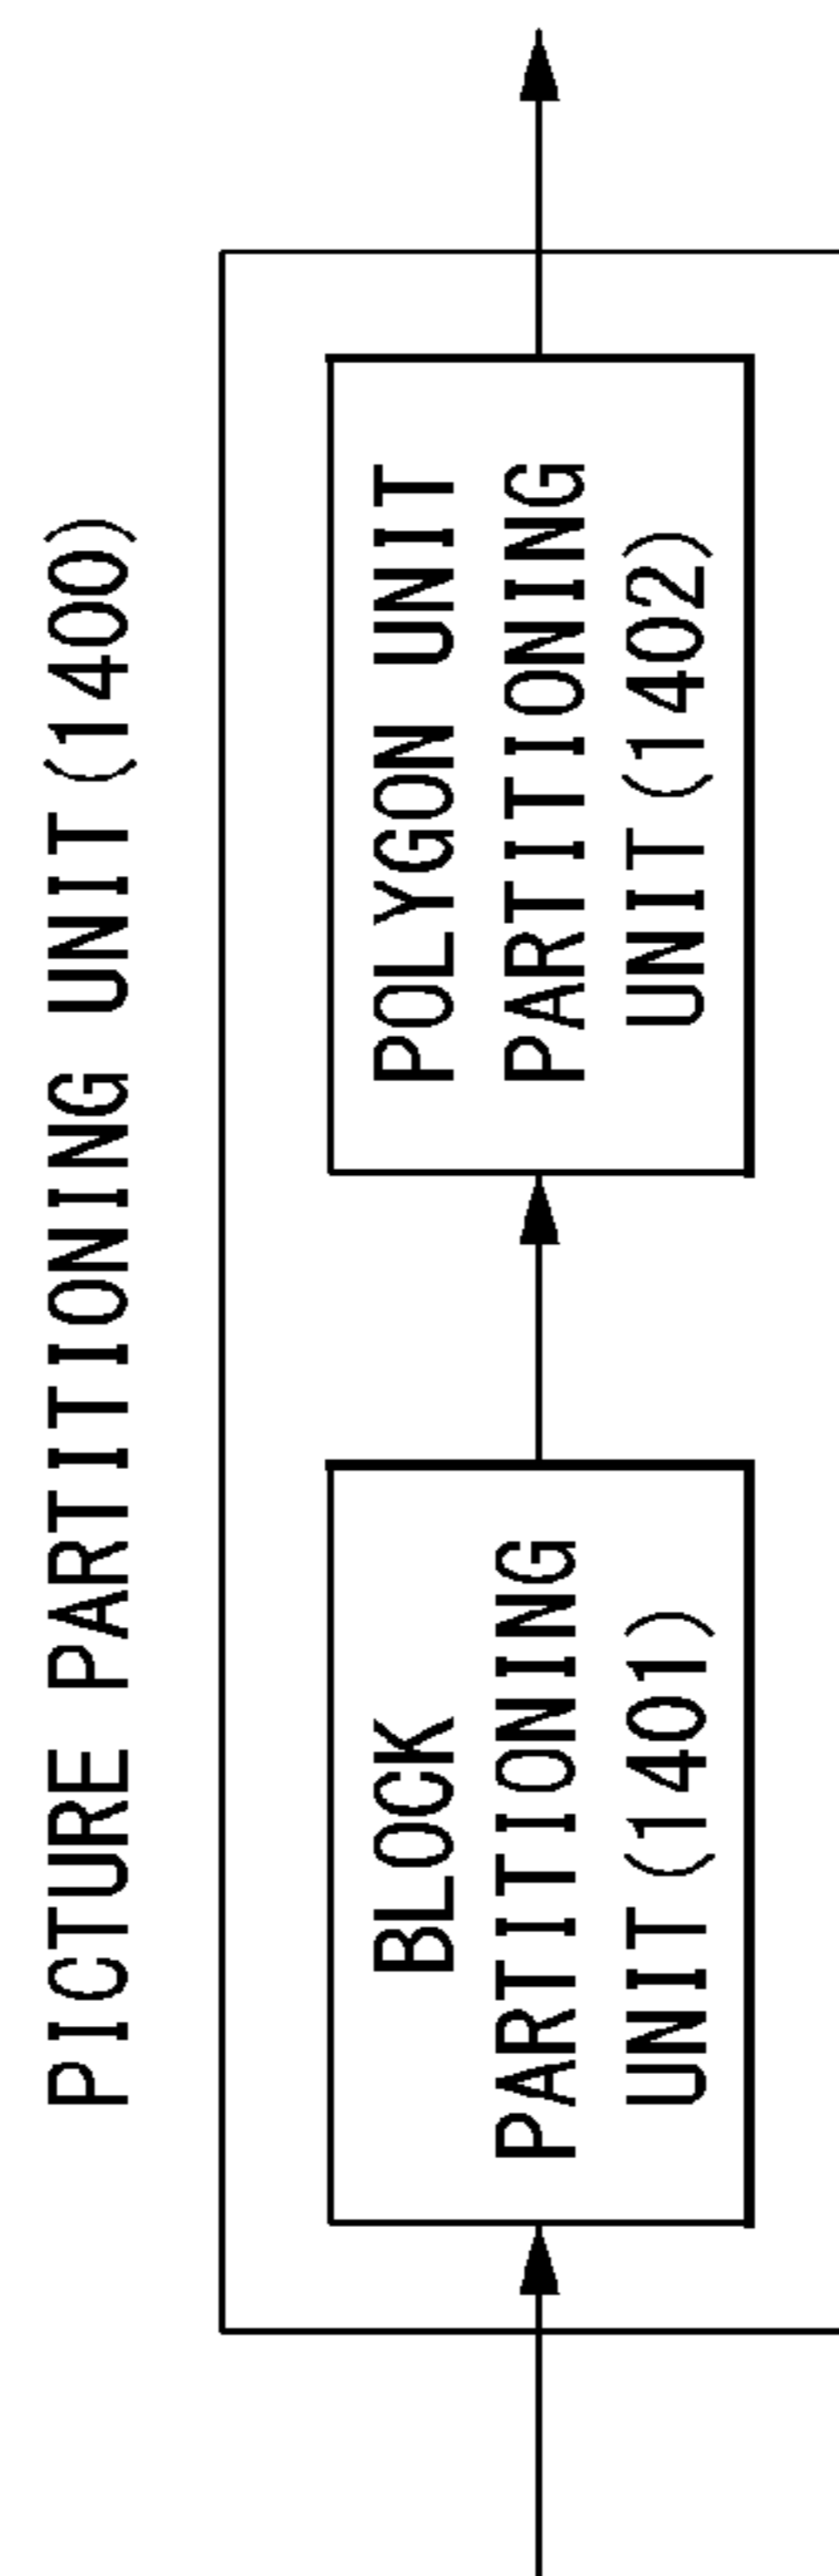 PICTURE PARTITIONING UNIT(1400)
BLOCK
PARTITIONING
UNIT(1401)
POLYGON UNIT
PARTITIONING
UNIT(1402)